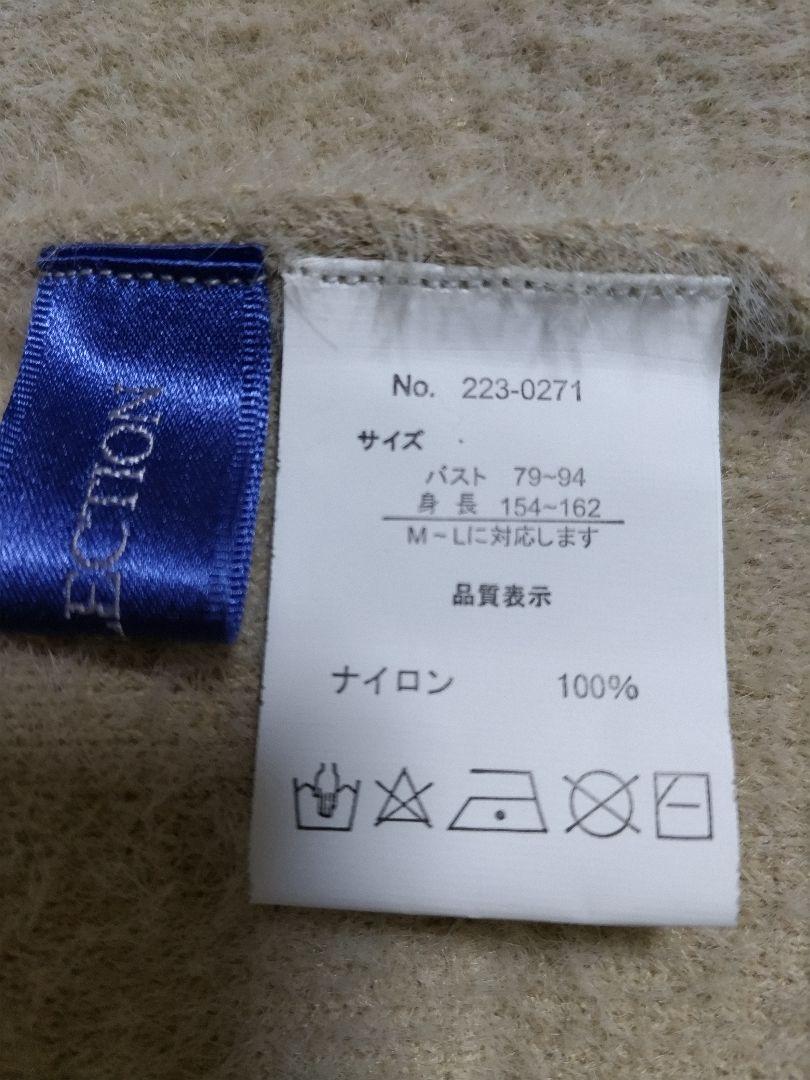 ECTION
No. 223-0271
サイズ
バスト 79~94
身長 154~162
M~Lに対応します
品質表示
ナイロン 100%